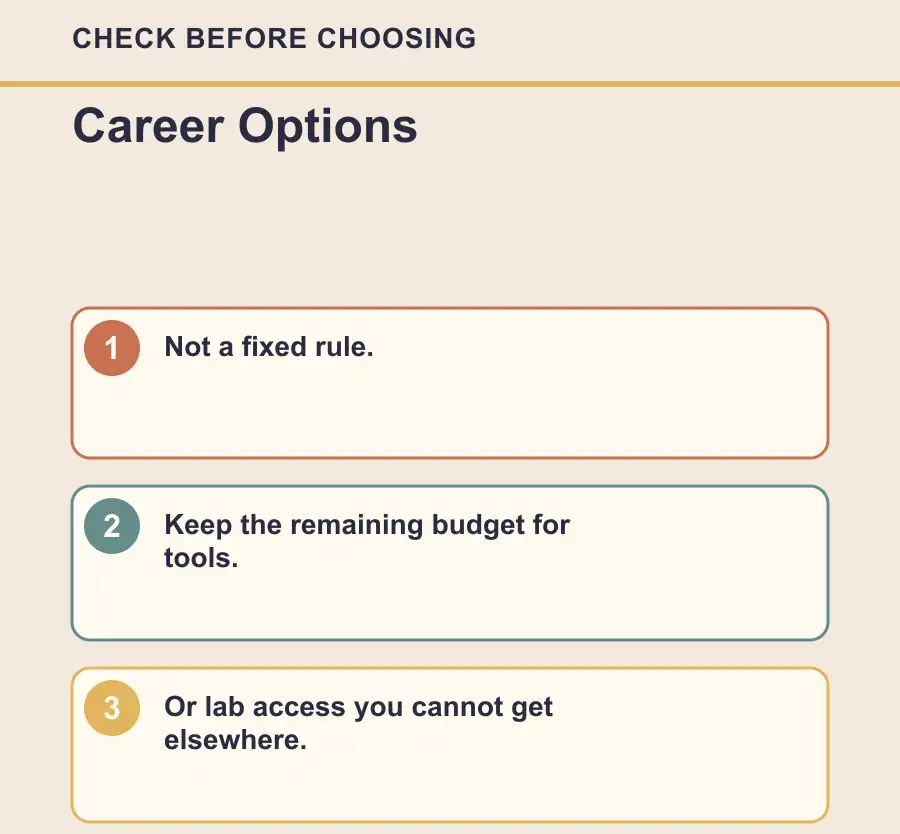 CHECK BEFORE CHOOSING
Career Options
1
Not a fixed rule.
2
Keep the remaining budget for
tools.
3
Or lab access you cannot get
elsewhere.